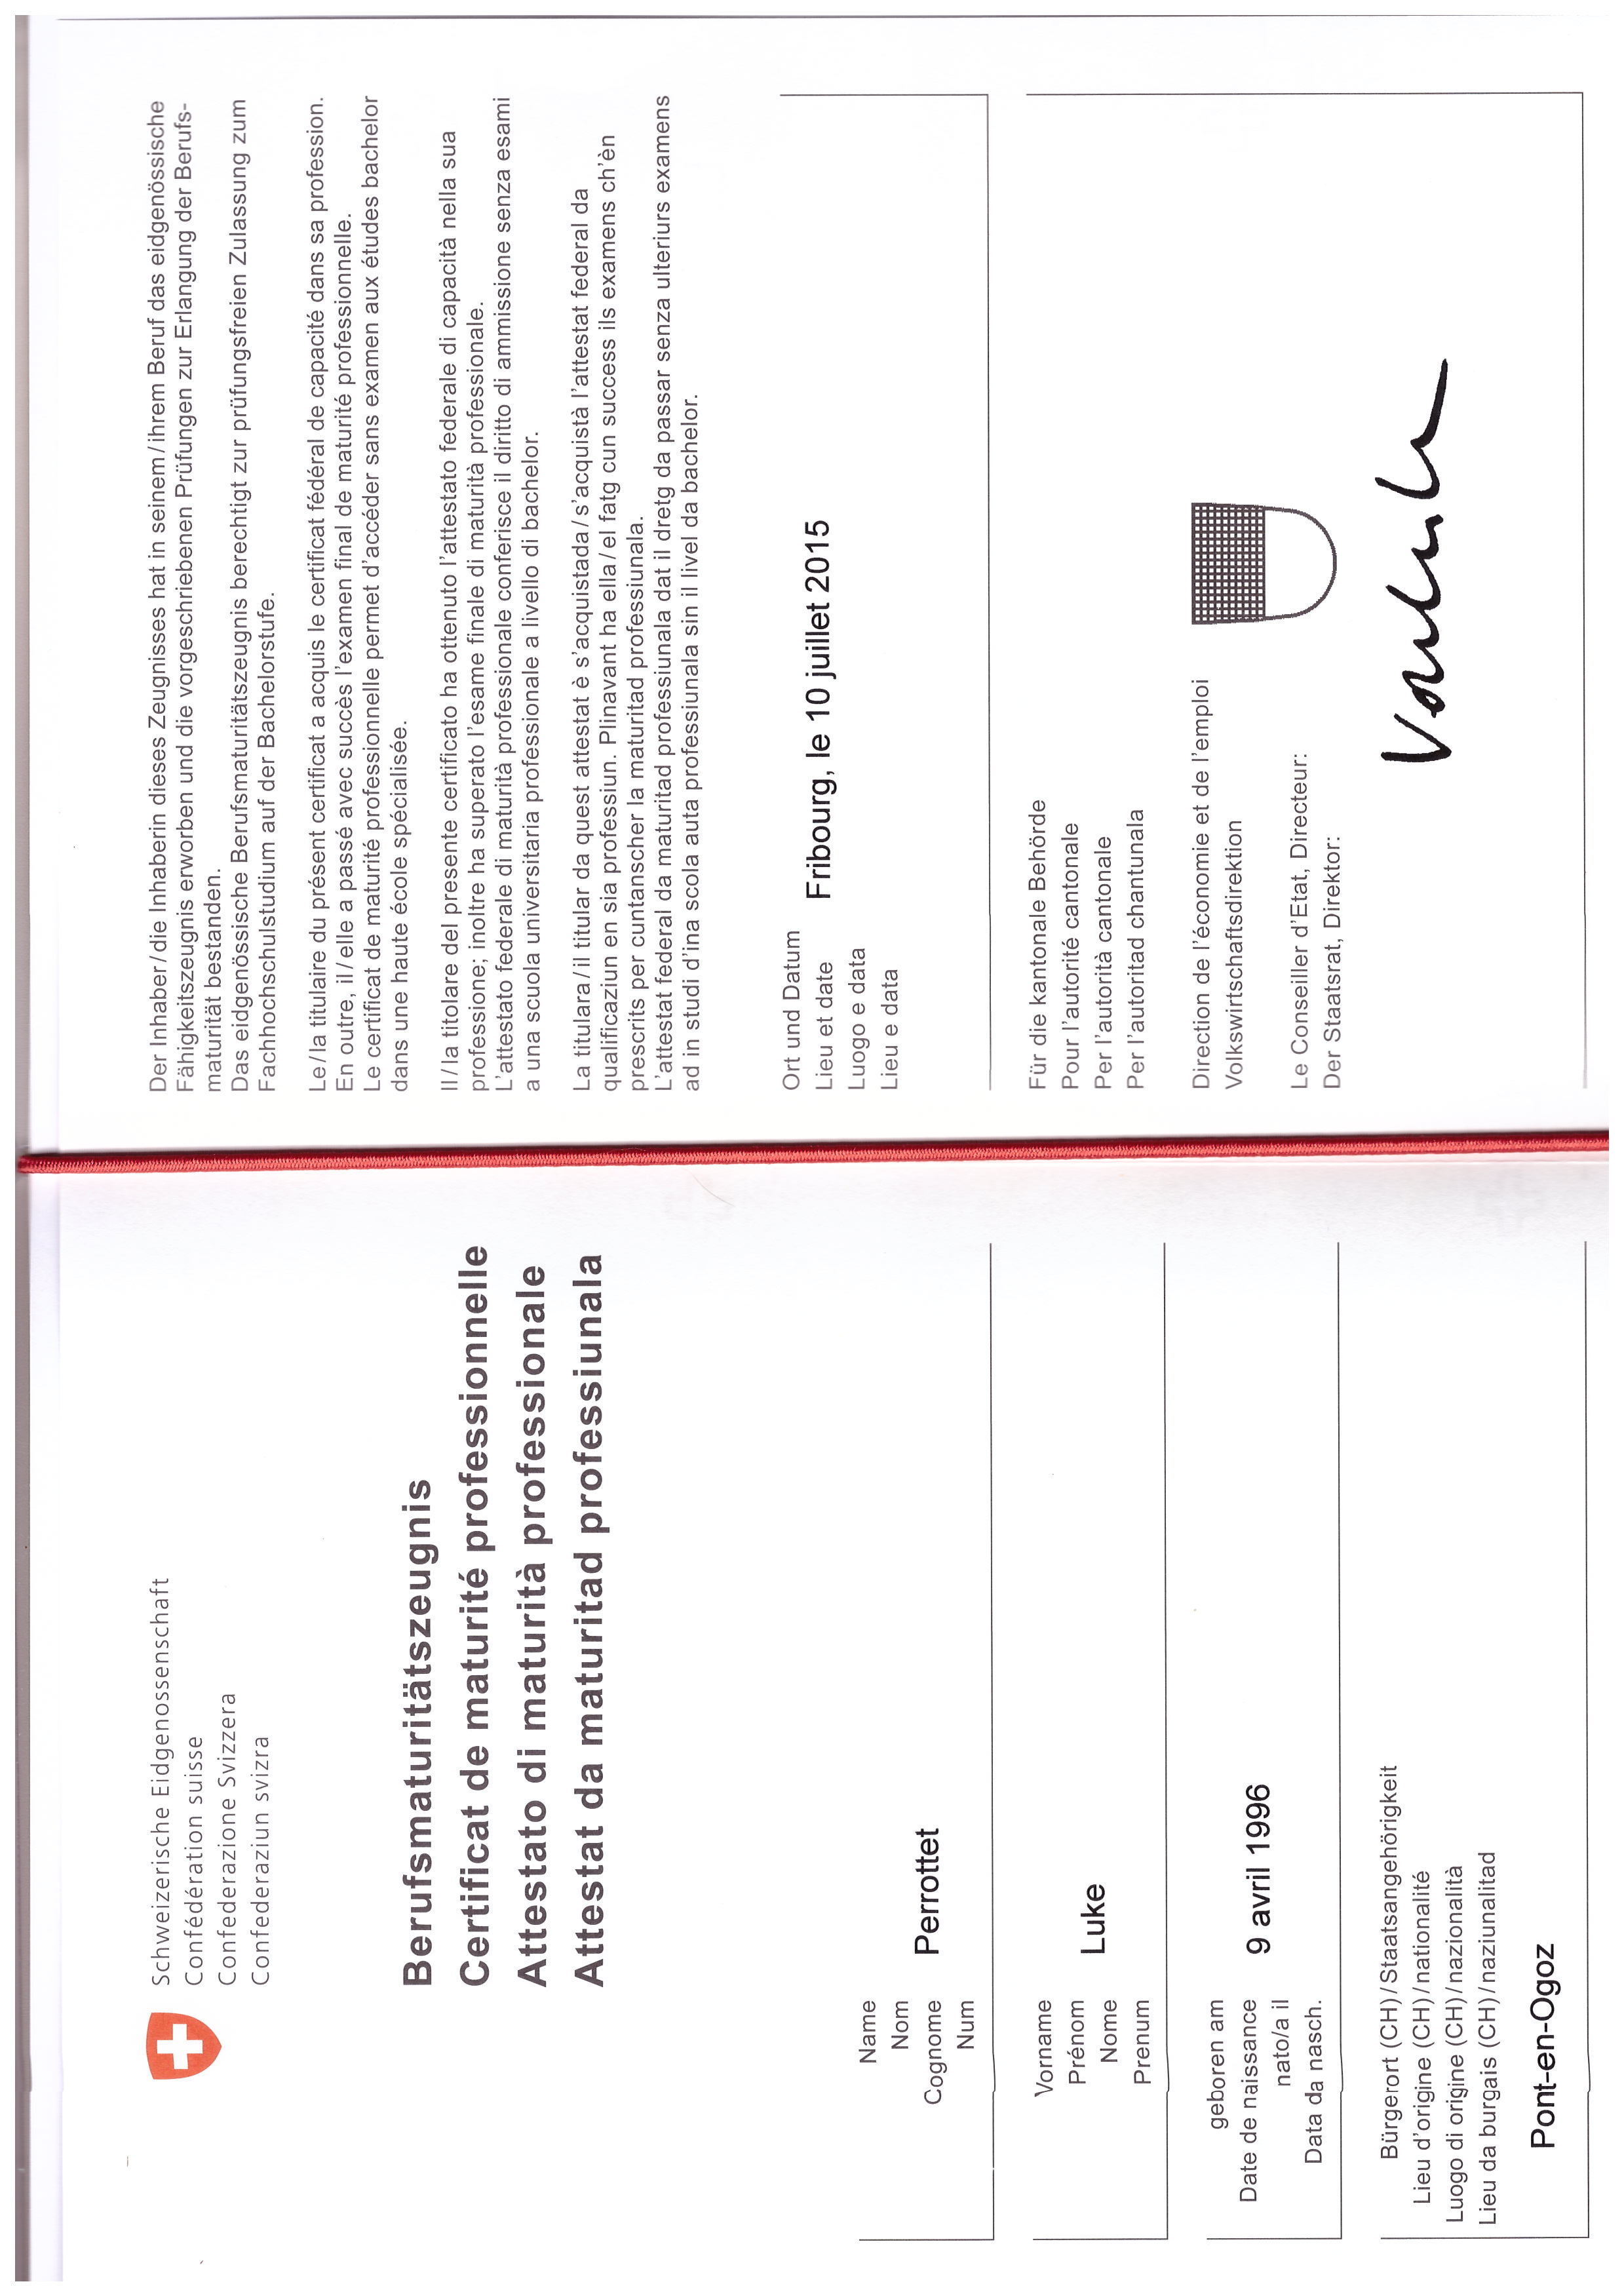 Schweizerische Eidgenossenschaft
Confédération suisse
Confederazione Svizzera
Confederaziun svizra
Berufsmaturitätszeugnis
Certificat de maturité professionnelle
Attestato di maturità professionale
Attestat da maturitad professiunala
Name
Nom
Cognome Perrottet
Num
Vorname
Prénom
Nome Luke
Prenum
geboren am
Date de naissance 9 avril 1996
nato/a il
Data da nasch.
Bürgerort (CH) / Staatsangehörigkeit
Lieu d'origine (CH) / nationalité
Luogo di origine (CH) / nazionalità
Lieu da burgais (CH) / naziunalitad
Pont-en-Ogoz
Der Inhaber / die Inhaberin dieses Zeugnisses hat in seinem / ihrem Beruf das eidgenössische
Fähigkeitszeugnis erworben und die vorgeschriebenen Prüfungen zur Erlangung der Berufs-
maturität bestanden.
Das eidgenössische Berufsmaturitätszeugnis berechtigt zur prüfungsfreien Zulassung zum
Fachhochschulstudium auf der Bachelorstufe.
Le / la titulaire du présent certificat a acquis le certificat fédéral de capacité dans sa profession.
En outre, il / elle a passé avec succès l'examen final de maturité professionnelle.
Le certificat de maturité professionnelle permet d'accéder sans examen aux études bachelor
dans une haute école spécialisée.
Il / la titolare del presente certificato ha ottenuto l'attestato federale di capacità nella sua
professione; inoltre ha superato l'esame finale di maturità professionale.
L'attestato federale di maturità professionale conferisce il diritto di ammissione senza esami
a una scuola universitaria professionale a livello di bachelor.
La titulara / il titular da quest attestat è s'acquistada / s'acquistà l'attestat federal da
qualificaziun en sia professiun. Plinavant ha ella / el fatg cun success ils examens ch'èn
prescrits per cuntanscher la maturitad professiunala.
L'attestat federal da maturitad professiunala dat il dretg da passar senza ulteriurs examens
ad in studi d'ina scola auta professiunala sin il livel da bachelor.
Ort und Datum
Lieu et date Fribourg, le 10 juillet 2015
Luogo e data
Lieu e data
Für die kantonale Behörde
Pour l'autorité cantonale
Per l'autorità cantonale
Per l'autoritad chantunala
Direction de l'économie et de l'emploi
Volkswirtschaftsdirektion
Le Conseiller d'Etat, Directeur:
Der Staatsrat, Direktor: